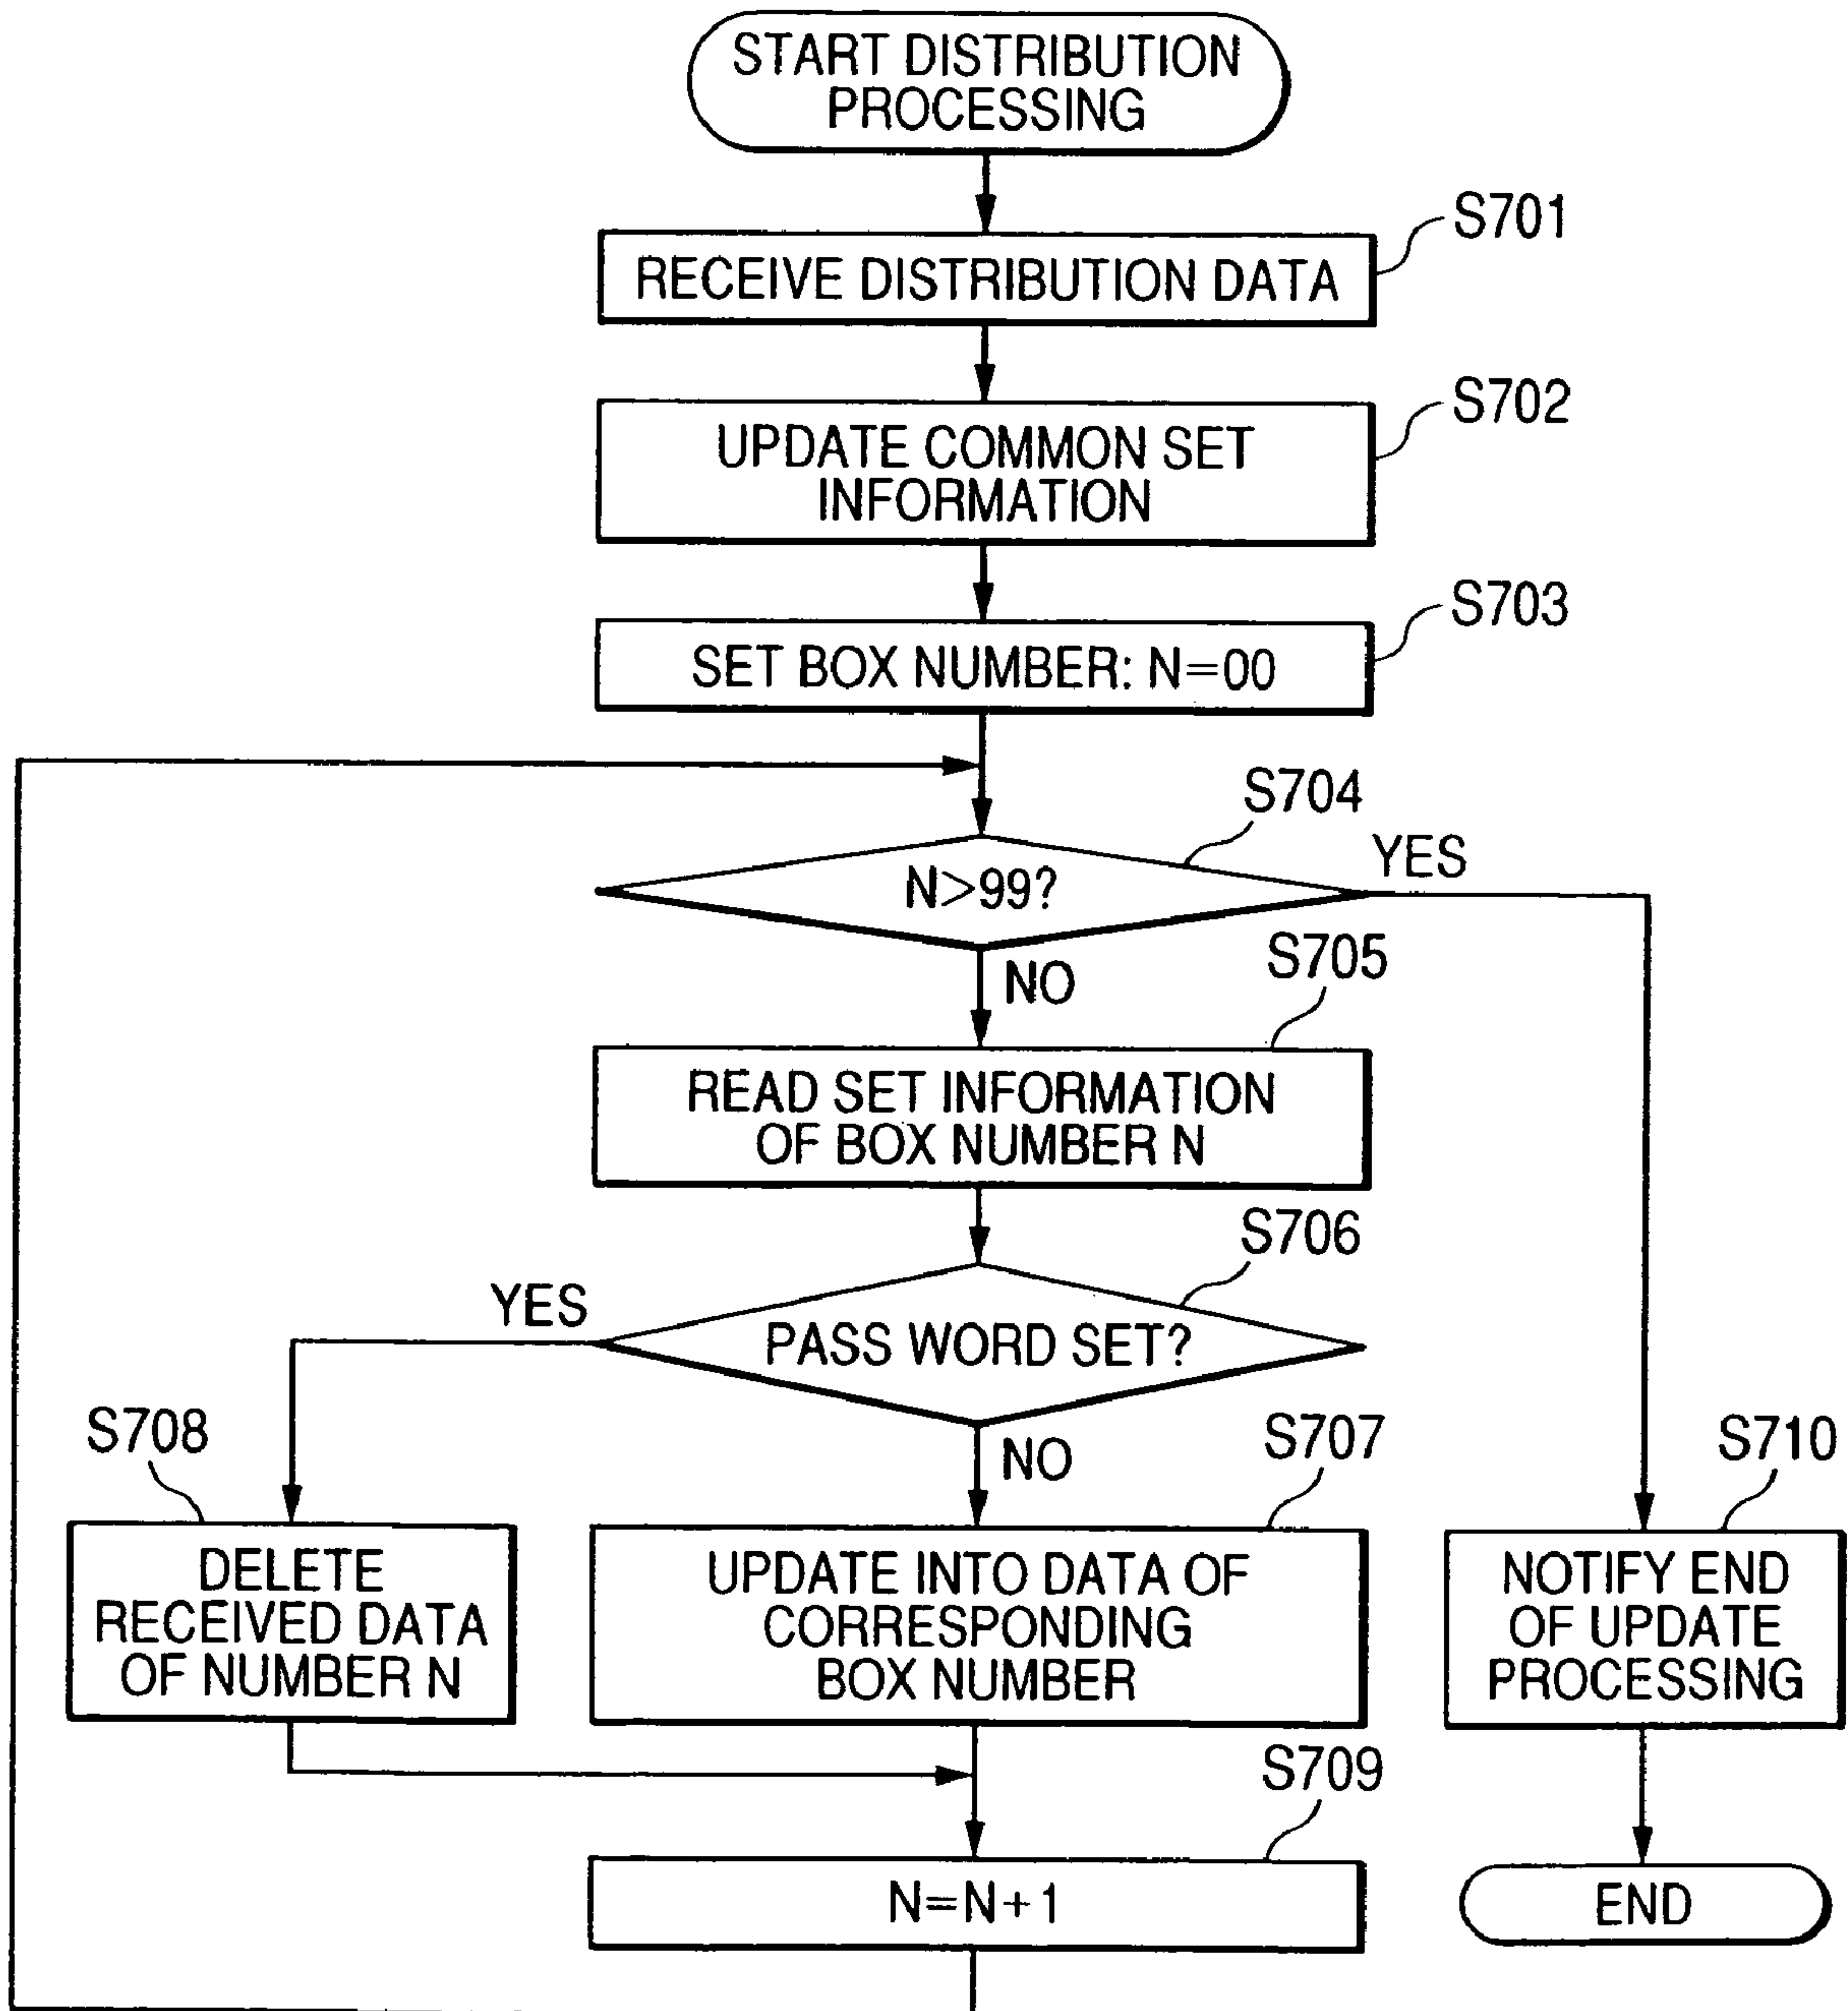 START DISTRIBUTION
PROCESSING
S701
RECEIVE DISTRIBUTION DATA
S702
UPDATE COMMON SET
INFORMATION
S703
SET BOX NUMBER: N=00
S704
N>99?
YES
NO
S705
READ SET INFORMATION
OF BOX NUMBER N
S706
YES
PASS WORD SET?
NO
S708
DELETE
RECEIVED DATA
OF NUMBER N
S707
UPDATE INTO DATA OF
CORRESPONDING
BOX NUMBER
S710
NOTIFY END
OF UPDATE
PROCESSING
S709
N=N+1
END